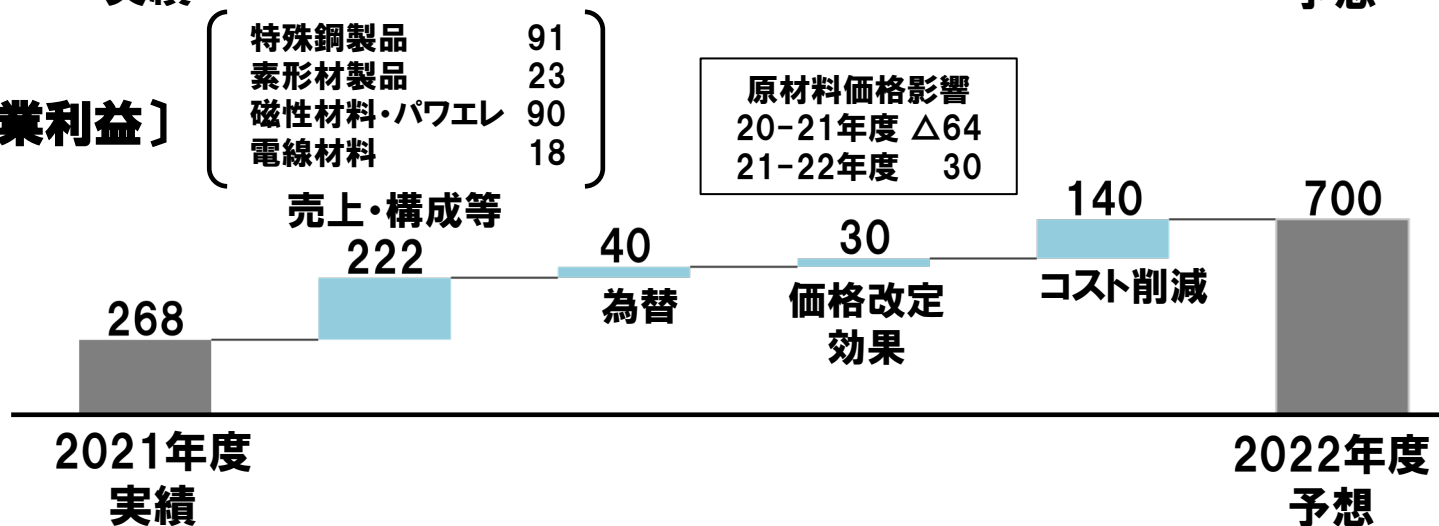 特殊鋼製品 91
素形材製品 23
磁性材料・パワエレ 90
電線材料 18
業利益〕
原材料価格影響
20-21年度 △64
21-22年度 30
売上・構成等
222
40
為替
30
価格改定
効果
140
コスト削減
700
268
2021年度
実績
2022年度
予想